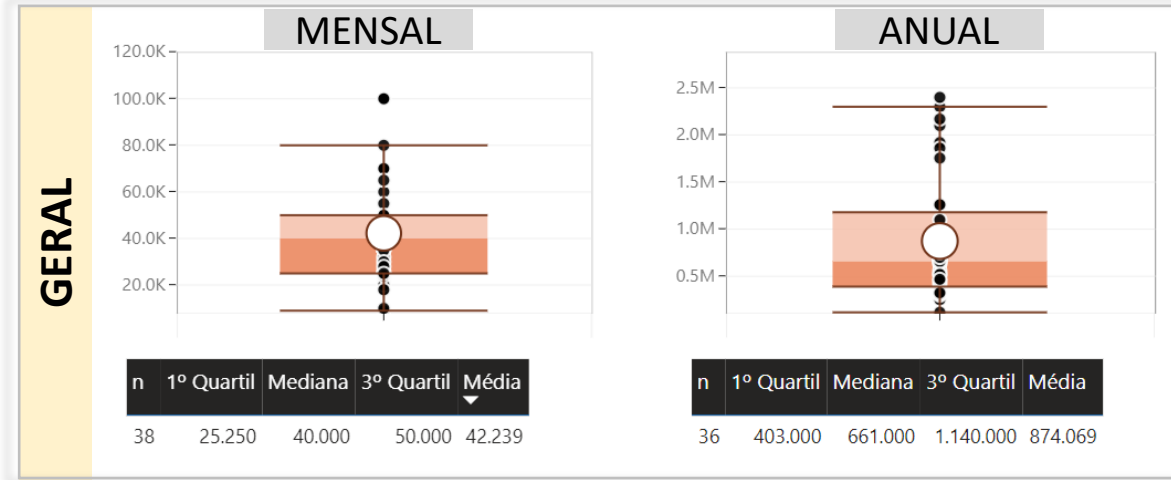 GERAL
MENSAL
120.0K
100.0K
80.0K
60.0K
40.0K
20.0K
n 1º Quartil Mediana 3º Quartil Média
38 25.250 40.000 50.000 42.239
ANUAL
2.5M
2.0M
1.5M
1.0M
0.5M
n 1º Quartil Mediana 3º Quartil Média
36 403.000 661.000 1.140.000 874.069